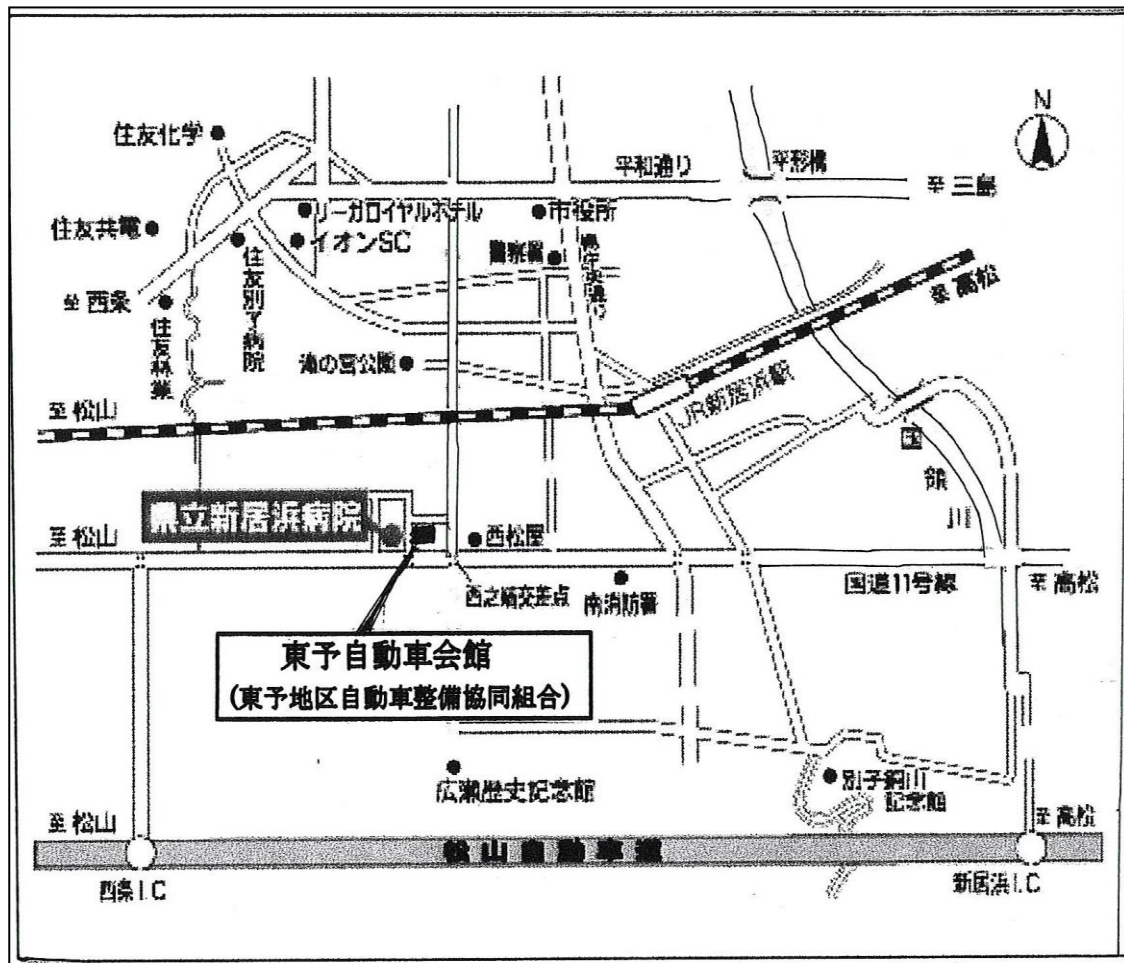 N
住友化学
平和通り
平形橋
至 三島
リーガロイヤルホテル
市役所
住友共電
イオンSC
警察署
至 西条
住友別子病院
住友林業
至 高松
滝の宮公園
JR新居浜駅
至 松山
国領川
県立新居浜病院
至 松山
西松屋
国道11号線
至 高松
西之端交差点
南消防署
東予自動車会館
(東予地区自動車整備協同組合)
広瀬歴史記念館
別子銅山
記念館
至 松山
至 高松
松山自動車道
西条I.C
新居浜I.C